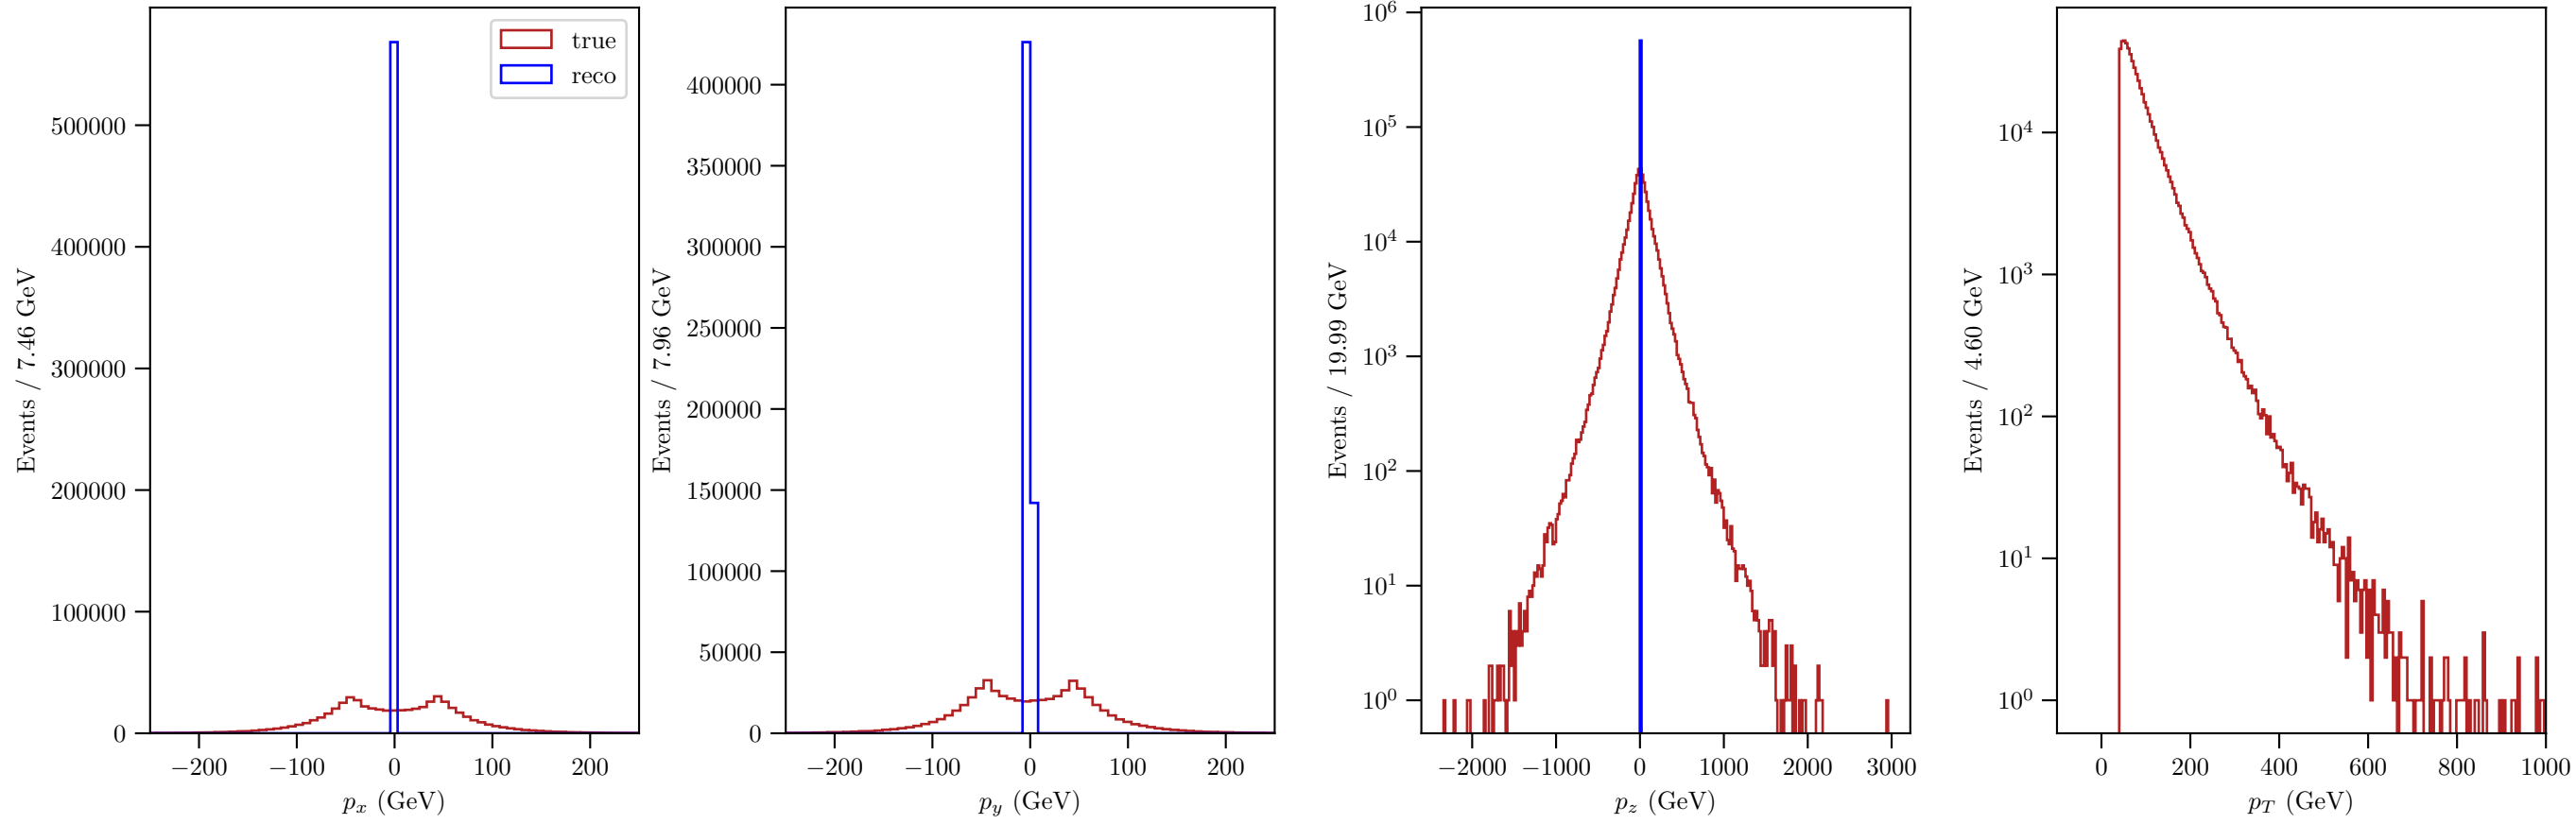 Events / 7.46 GeV
500000
400000
300000
200000
100000
0
−200 −100 0 100 200
p_x (GeV)
true
reco
Events / 7.96 GeV
400000
350000
300000
250000
200000
150000
100000
50000
0
−200 −100 0 100 200
p_y (GeV)
Events / 19.99 GeV
10^6
10^5
10^4
10^3
10^2
10^1
10^0
−2000 −1000 0 1000 2000 3000
p_z (GeV)
Events / 4.60 GeV
10^4
10^3
10^2
10^1
10^0
0 200 400 600 800 1000
p_T (GeV)